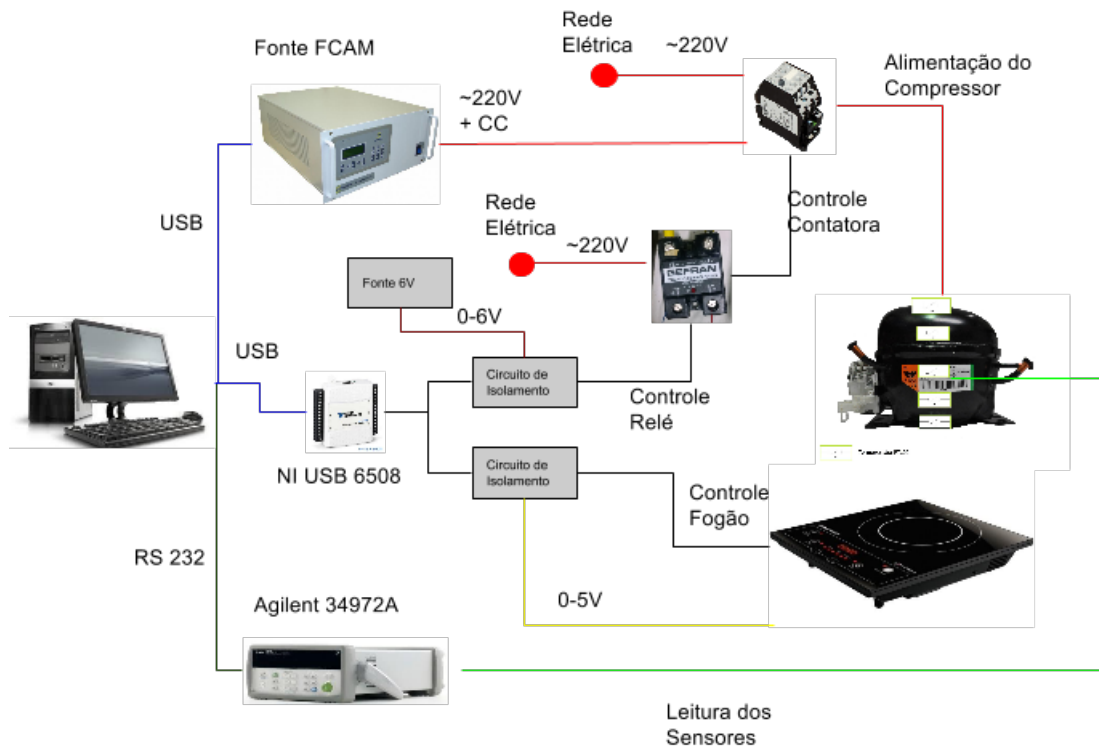 Rede
Elétrica
~220V
Fonte FCAM
Alimentação do
Compressor
~220V
+ CC
USB
Rede
Elétrica
~220V
Controle
Contatora
GEFRAN
Fonte 6V
0-6V
USB
Circuito de
Isolamento
Controle
Relé
NI USB 6508
Circuito de
Isolamento
Controle
Fogão
RS 232
0-5V
Agilent 34972A
Leitura dos
Sensores